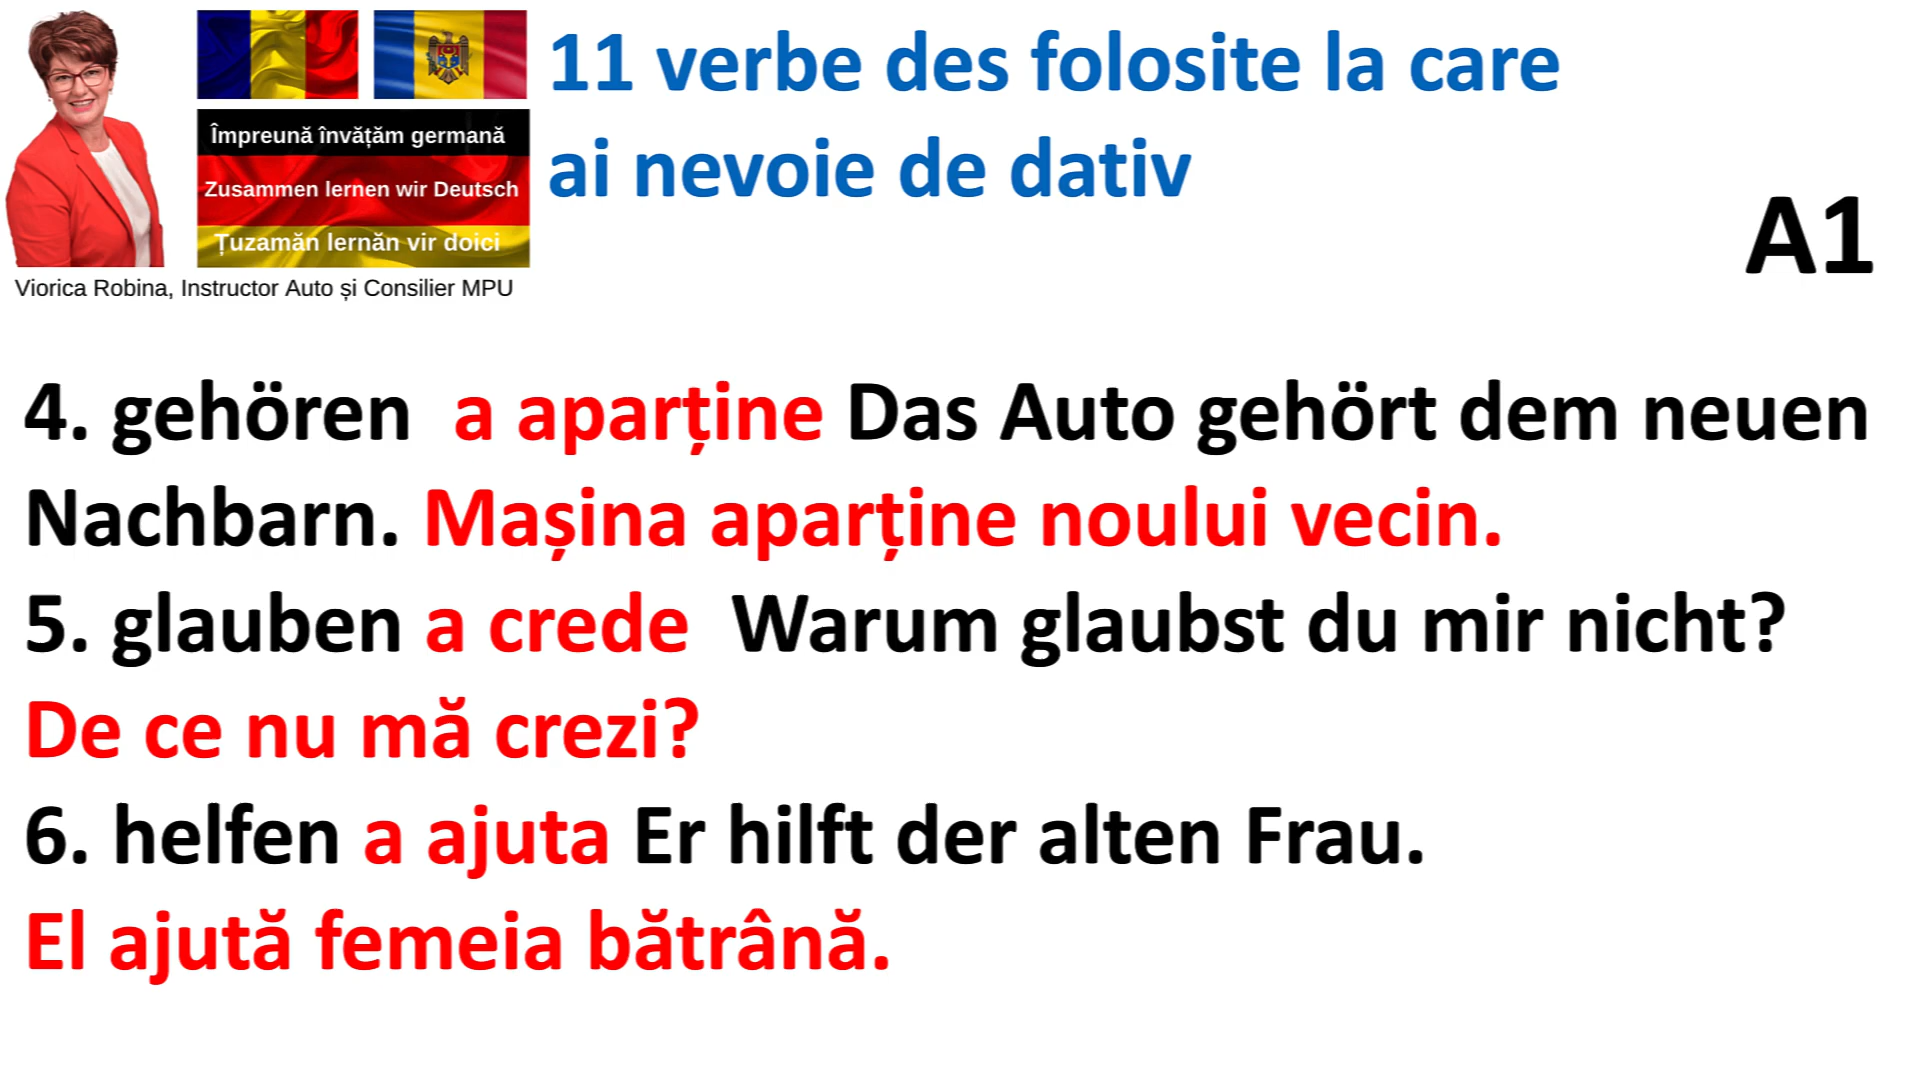 11 verbe des folosite la care
ai nevoie de dativ
Împreună învățăm germană
Zusammen lernen wir Deutsch
Țuzamăn lernăn vir doici
Viorica Robina, Instructor Auto și Consilier MPU
A1
4. gehören a aparține Das Auto gehört dem neuen
Nachbarn. Mașina aparține noului vecin.
5. glauben a crede Warum glaubst du mir nicht?
De ce nu mă crezi?
6. helfen a ajuta Er hilft der alten Frau.
El ajută femeia bătrână.